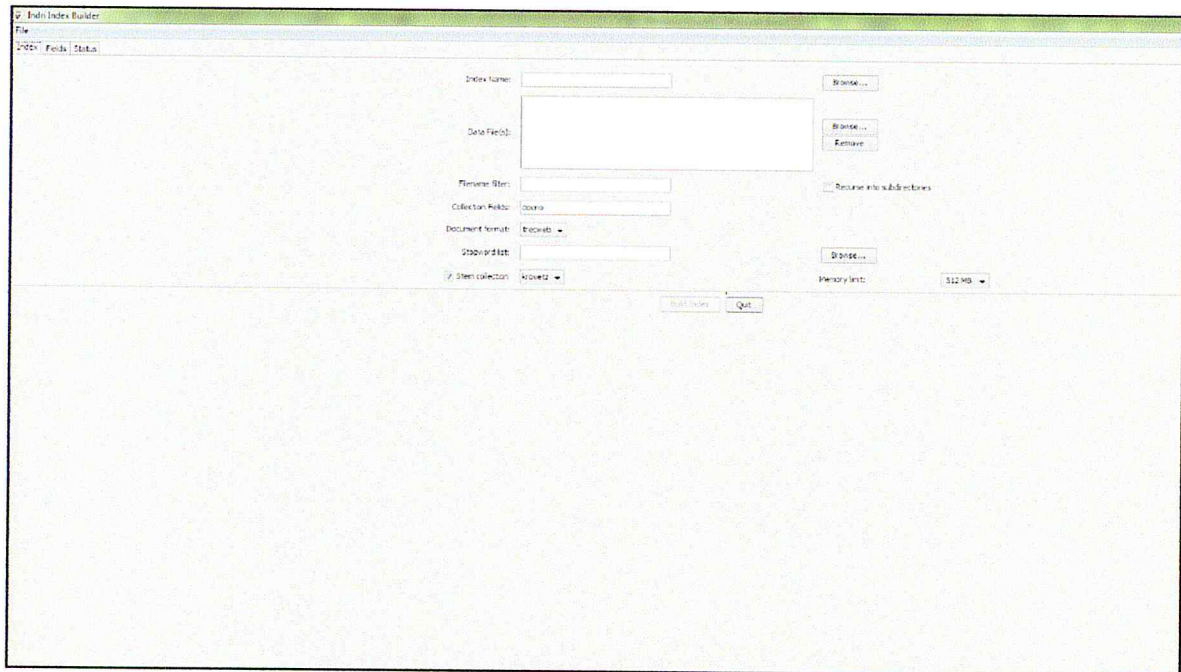 Indri Index Builder
File
Index Fields Status
Index Name: Browse...
Data File(s): Browse...
Remove
Filename filter: Recurse into subdirectories
Collection Fields: docno
Document format: trecweb
Stopword list: Browse...
Stem collection krovetz Memory limit: 512 MB
Build Index Quit